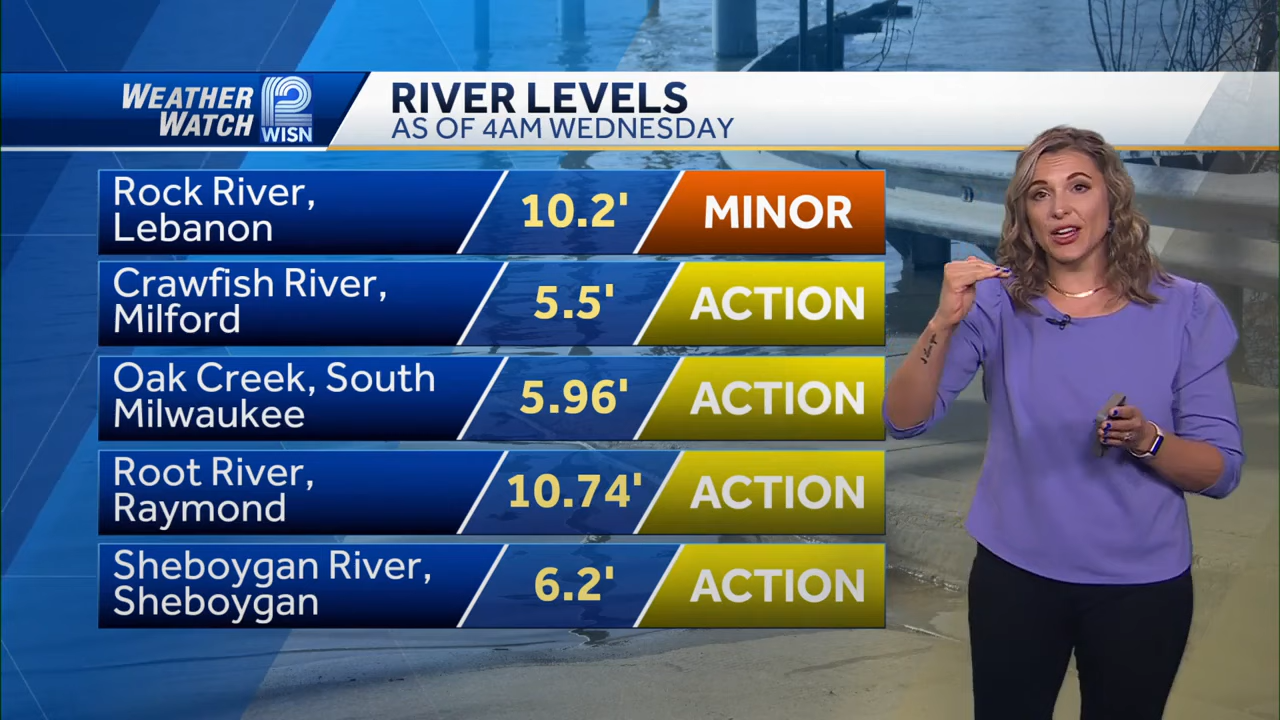 WEATHER
WATCH
12
WISN
RIVER LEVELS
AS OF 4AM WEDNESDAY
Rock River,
Lebanon
10.2'
MINOR
Crawfish River,
Milford
5.5'
ACTION
Oak Creek, South
Milwaukee
5.96'
ACTION
Root River,
Raymond
10.74'
ACTION
Sheboygan River,
Sheboygan
6.2'
ACTION